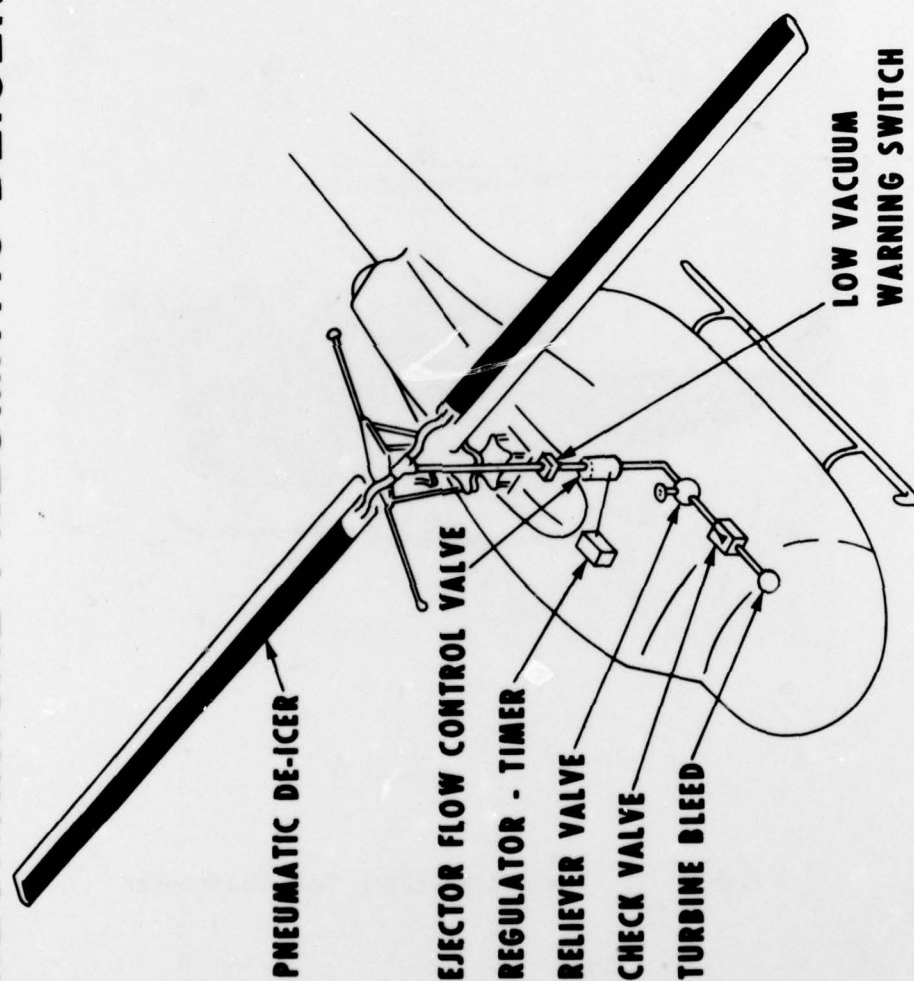 PNEUMATIC DE-ICER
EJECTOR FLOW CONTROL VALVE
REGULATOR - TIMER
RELIEVER VALVE
CHECK VALVE
TURBINE BLEED
LOW VACUUM
WARNING SWITCH